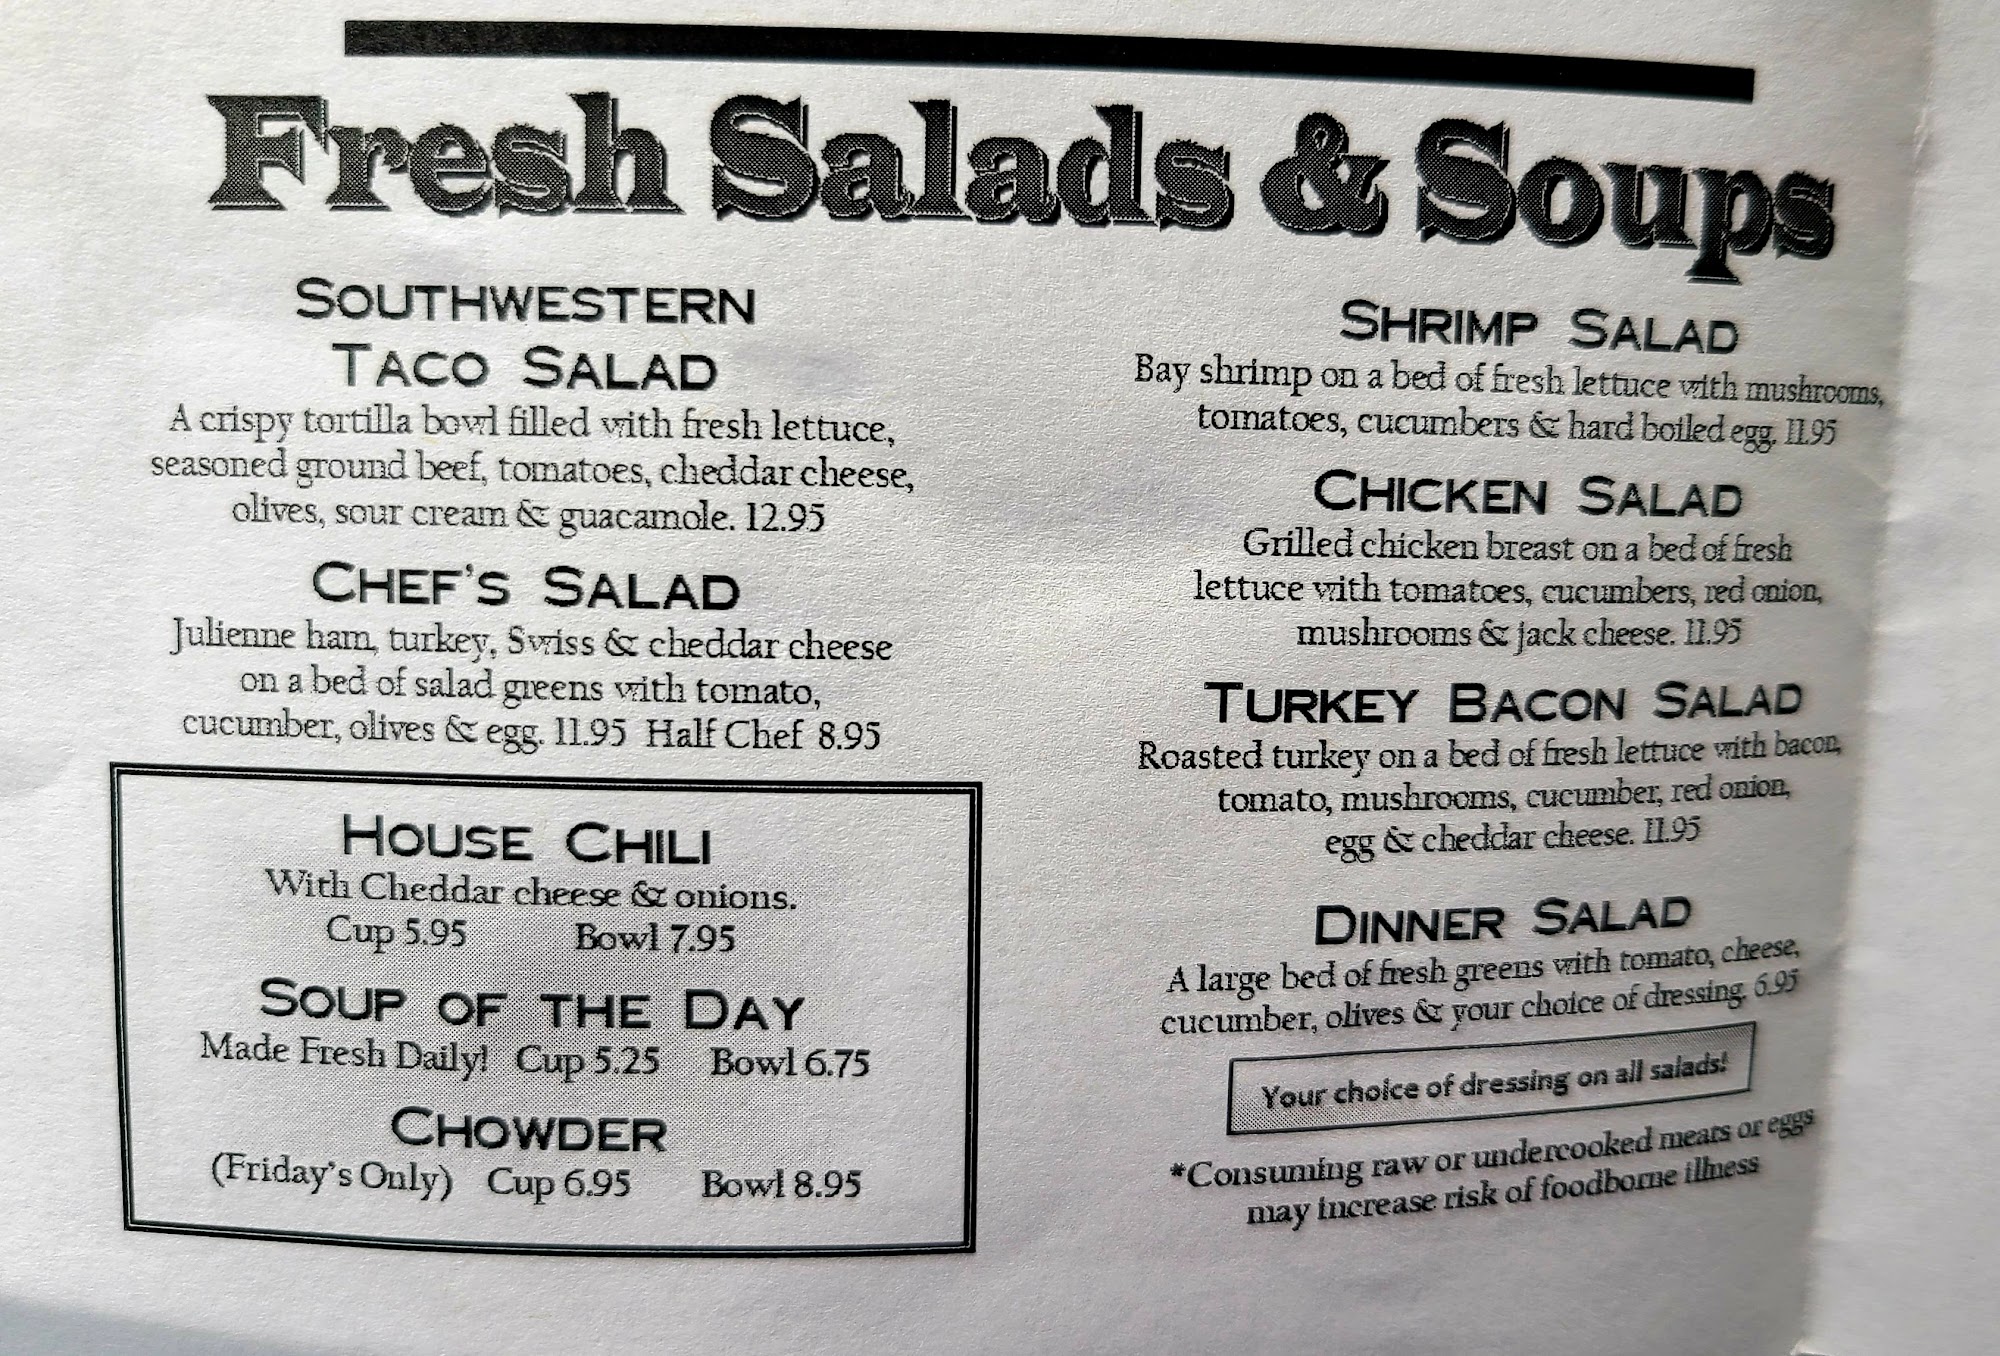 Fresh Salads & Soups
SOUTHWESTERN
TACO SALAD
A crispy tortilla bowl filled with fresh lettuce,
seasoned ground beef, tomatoes, cheddar cheese,
olives, sour cream & guacamole. 12.95
CHEF'S SALAD
Julienne ham, turkey, Swiss & cheddar cheese
on a bed of salad greens with tomato,
cucumber, olives & egg. 11.95 Half Chef 8.95
HOUSE CHILI
With Cheddar cheese & onions.
Cup 5.95 Bowl 7.95
SOUP OF THE DAY
Made Fresh Daily! Cup 5.25 Bowl 6.75
CHOWDER
(Friday's Only) Cup 6.95 Bowl 8.95
SHRIMP SALAD
Bay shrimp on a bed of fresh lettuce with mushrooms,
tomatoes, cucumbers & hard boiled egg. 11.95
CHICKEN SALAD
Grilled chicken breast on a bed of fresh
lettuce with tomatoes, cucumbers, red onion,
mushrooms & jack cheese. 11.95
TURKEY BACON SALAD
Roasted turkey on a bed of fresh lettuce with bacon,
tomato, mushrooms, cucumber, red onion,
egg & cheddar cheese. 11.95
DINNER SALAD
A large bed of fresh greens with tomato, cheese,
cucumber, olives & your choice of dressing. 6.95
Your choice of dressing on all salads!
*Consuming raw or undercooked meats or eggs
may increase risk of foodborne illness